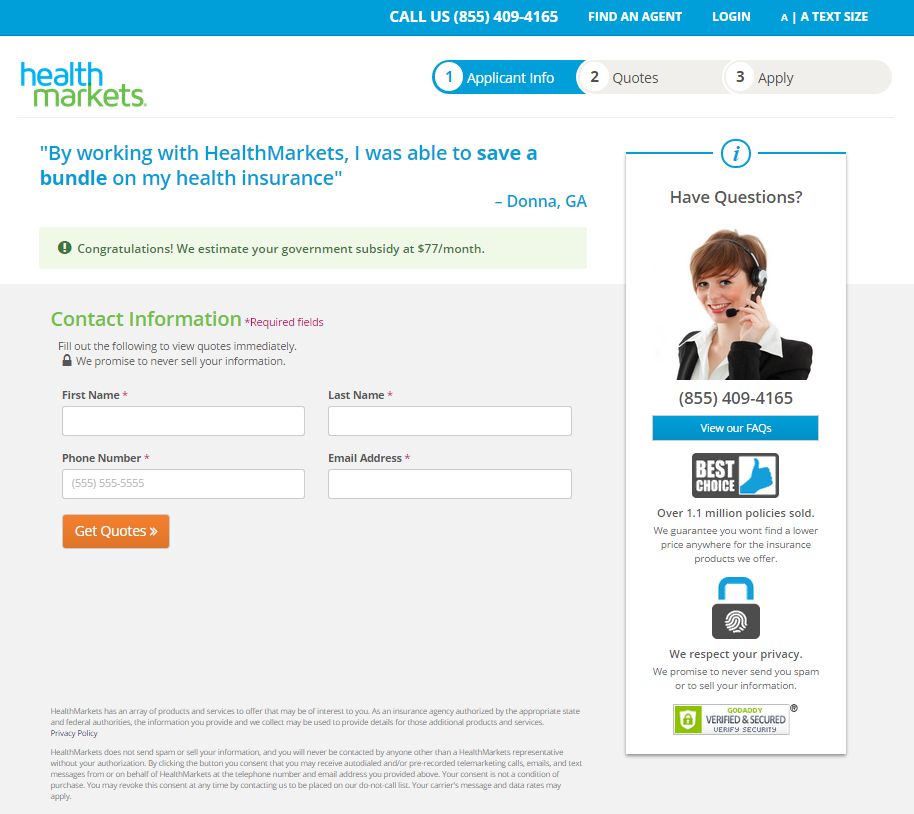 CALL US (855) 409-4165 FIND AN AGENT LOGIN A | A TEXT SIZE
health
markets.
1 Applicant Info 2 Quotes 3 Apply
"By working with HealthMarkets, I was able to save a
bundle on my health insurance"
– Donna, GA
Congratulations! We estimate your government subsidy at $77/month.
Contact Information *Required fields
Fill out the following to view quotes immediately.
We promise to never sell your information.
First Name * Last Name *
Phone Number * Email Address *
(555) 555-5555
Get Quotes »
i
Have Questions?
(855) 409-4165
View our FAQs
BEST
CHOICE
Over 1.1 million policies sold.
We guarantee you wont find a lower
price anywhere for the insurance
products we offer.
We respect your privacy.
We promise to never send you spam
or to sell your information.
GODADDY
VERIFIED & SECURED
VERIFY SECURITY
®
HealthMarkets has an array of products and services to offer that may be of interest to you. As an insurance agency authorized by the appropriate state
and federal authorities, the information you provide and we collect may be used to provide details for those additional products and services.
Privacy Policy
HealthMarkets does not send spam or sell your information, and you will never be contacted by anyone other than a HealthMarkets representative
without your authorization. By clicking the button you consent that you may receive autodialed and/or pre-recorded telemarketing calls, emails, and text
messages from or on behalf of HealthMarkets at the telephone number and email address you provided above. Your consent is not a condition of
purchase. You may revoke this consent at any time by contacting us to be placed on our do-not-call list. Your carrier's message and data rates may
apply.